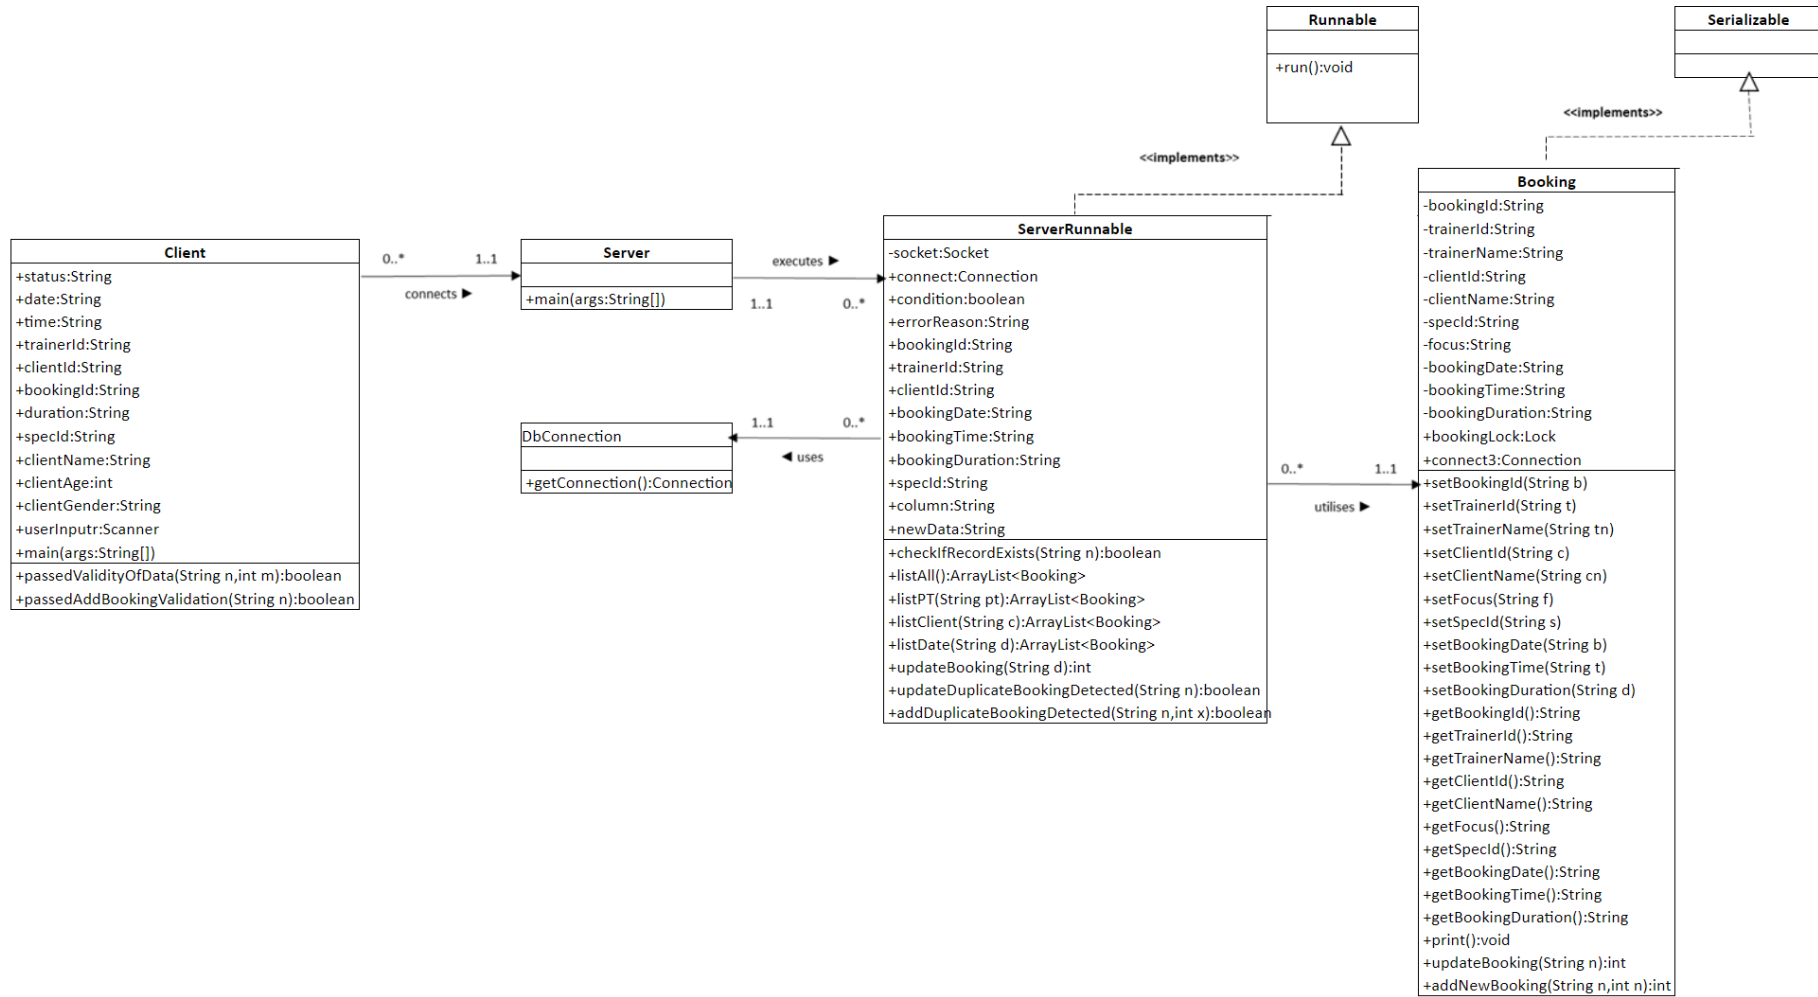 Runnable
+run():void
Serializable
<<implements>>
<<implements>>
Client
+status:String
+date:String
+time:String
+trainerId:String
+clientId:String
+bookingId:String
+duration:String
+specId:String
+clientName:String
+clientAge:int
+clientGender:String
+userInputr:Scanner
+main(args:String[])
+passedValidityOfData(String n,int m):boolean
+passedAddBookingValidation(String n):boolean
0..*
1..1
connects ►
Server
+main(args:String[])
executes ►
1..1
0..*
DbConnection
+getConnection():Connection
1..1
0..*
◄ uses
ServerRunnable
-socket:Socket
+connect:Connection
+condition:boolean
+errorReason:String
+bookingId:String
+trainerId:String
+clientId:String
+bookingDate:String
+bookingTime:String
+bookingDuration:String
+specId:String
+column:String
+newData:String
+checkIfRecordExists(String n):boolean
+listAll():ArrayList<Booking>
+listPT(String pt):ArrayList<Booking>
+listClient(String c):ArrayList<Booking>
+listDate(String d):ArrayList<Booking>
+updateBooking(String d):int
+updateDuplicateBookingDetected(String n):boolean
+addDuplicateBookingDetected(String n,int x):boolean
0..*
1..1
utilises ►
Booking
-bookingId:String
-trainerId:String
-trainerName:String
-clientId:String
-clientName:String
-specId:String
-focus:String
-bookingDate:String
-bookingTime:String
-bookingDuration:String
+bookingLock:Lock
+connect3:Connection
+setBookingId(String b)
+setTrainerId(String t)
+setTrainerName(String tn)
+setClientId(String c)
+setClientName(String cn)
+setFocus(String f)
+setSpecId(String s)
+setBookingDate(String b)
+setBookingTime(String t)
+setBookingDuration(String d)
+getBookingId():String
+getTrainerId():String
+getTrainerName():String
+getClientId():String
+getClientName():String
+getFocus():String
+getSpecId():String
+getBookingDate():String
+getBookingTime():String
+getBookingDuration():String
+print():void
+updateBooking(String n):int
+addNewBooking(String n,int n):int